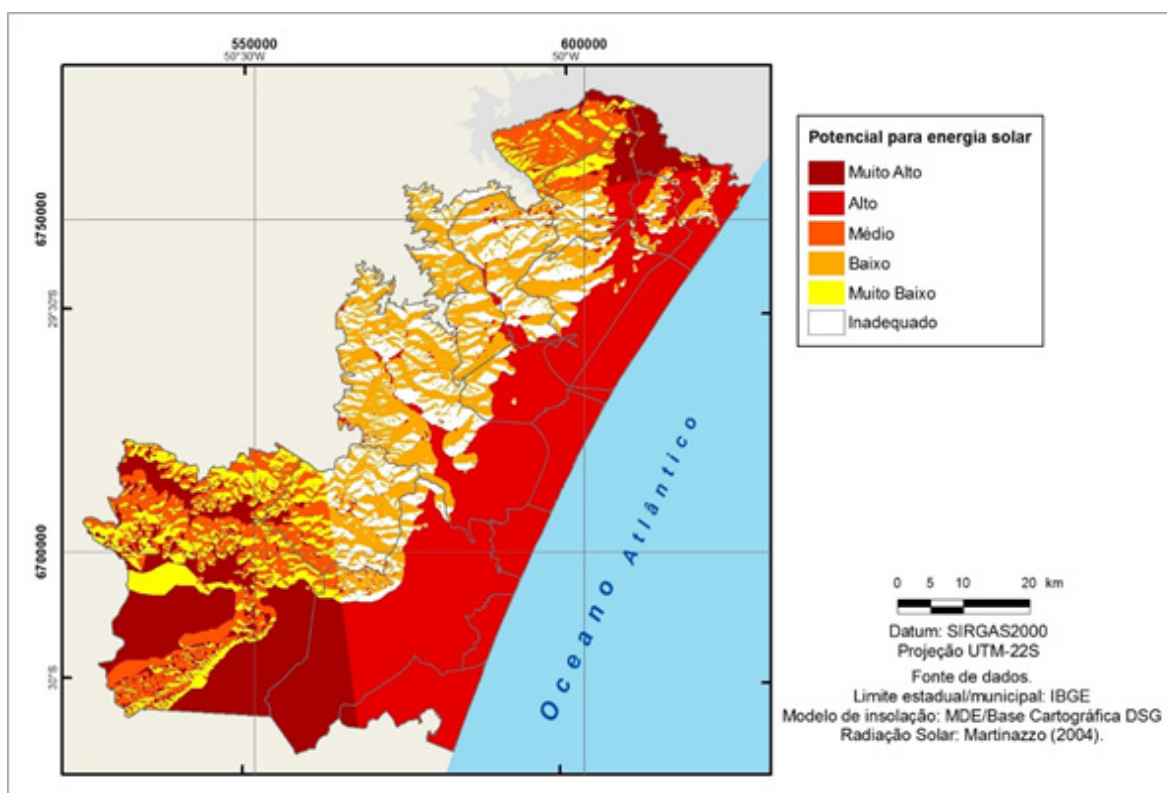 550000
600000
50°30'W
50°W
6750000
29°30'S
6700000
30°S
Oceano Atlântico
Potencial para energia solar
Muito Alto
Alto
Médio
Baixo
Muito Baixo
Inadequado
0 5 10 20 km
Datum: SIRGAS2000
Projeção UTM-22S
Fonte de dados.
Limite estadual/municipal: IBGE
Modelo de insolação: MDE/Base Cartográfica DSG
Radiação Solar: Martinazzo (2004).